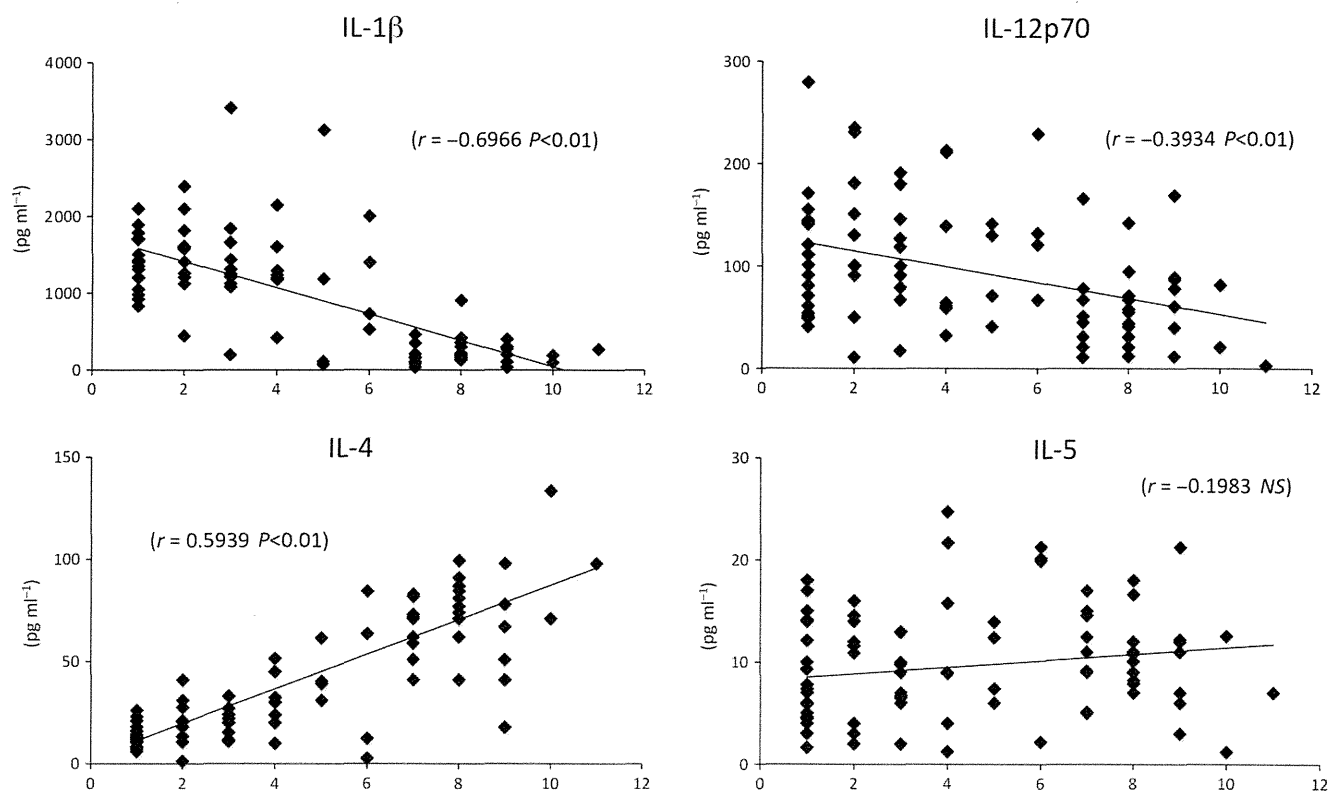 IL-1β
4000
3000
2000
1000
0
(pg ml⁻¹)
(r = −0.6966 P<0.01)
0 2 4 6 8 10 12
IL-12p70
300
200
100
0
(pg ml⁻¹)
(r = −0.3934 P<0.01)
0 2 4 6 8 10 12
IL-4
150
100
50
0
(pg ml⁻¹)
(r = 0.5939 P<0.01)
0 2 4 6 8 10 12
IL-5
30
20
10
0
(pg ml⁻¹)
(r = −0.1983 NS)
0 2 4 6 8 10 12